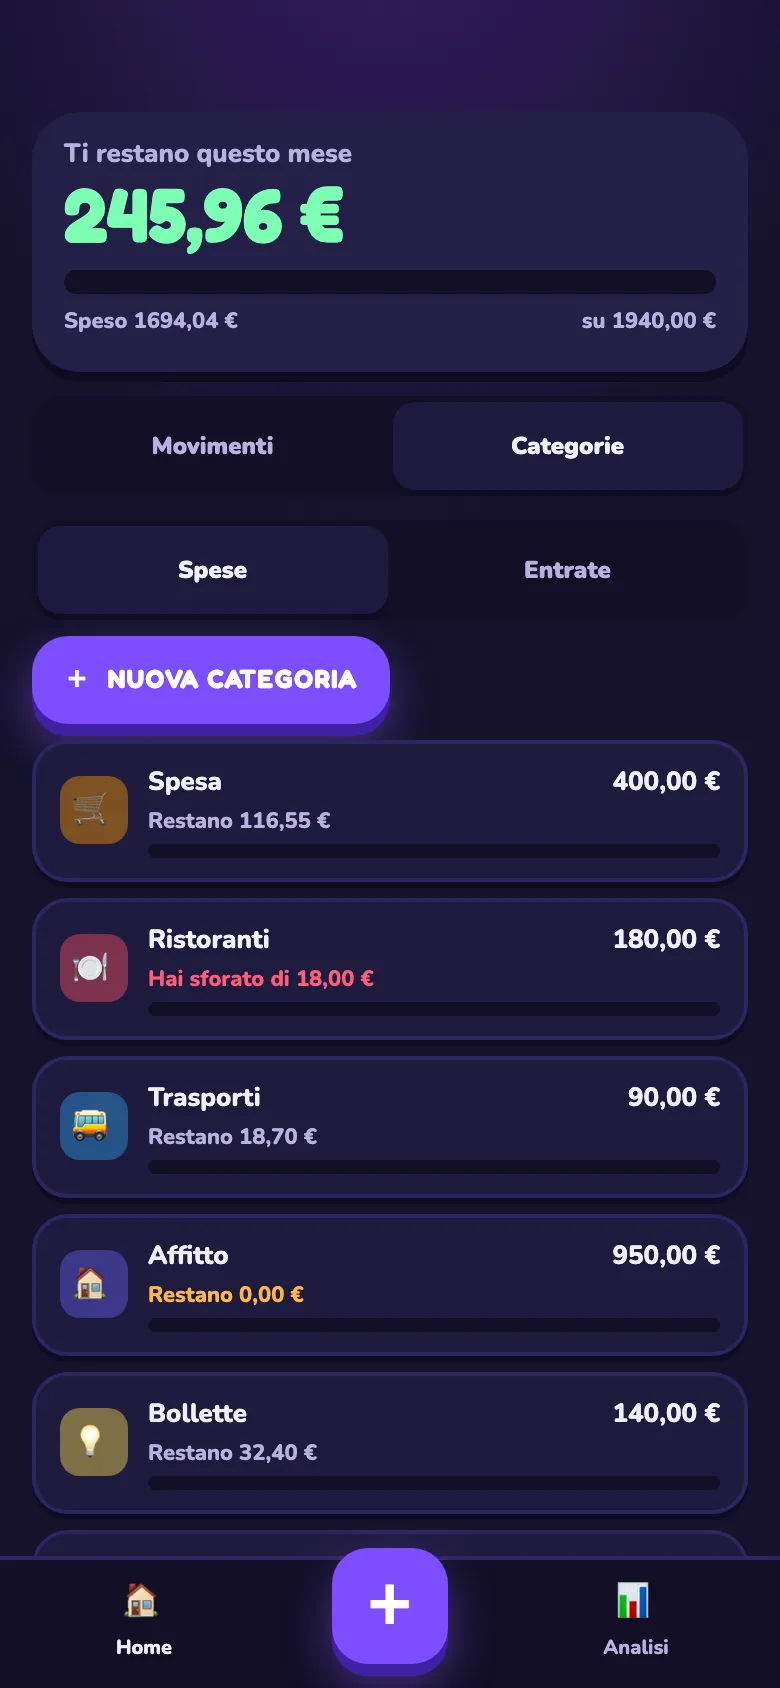 Ti restano questo mese
245,96 €
Speso 1694,04 €
su 1940,00 €
Movimenti
Categorie
Spese
Entrate
+ NUOVA CATEGORIA
Spesa
400,00 €
Restano 116,55 €
Ristoranti
180,00 €
Hai sforato di 18,00 €
Trasporti
90,00 €
Restano 18,70 €
Affitto
950,00 €
Restano 0,00 €
Bollette
140,00 €
Restano 32,40 €
+
Home
Analisi